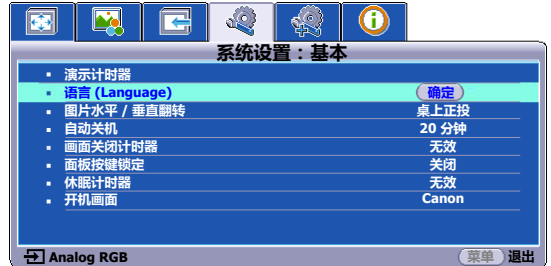 系统设置：基本
演示计时器
语言 (Language) 确定
图片水平 / 垂直翻转 桌上正投
自动关机 20 分钟
画面关闭计时器 无效
面板按键锁定 关闭
休眠计时器 无效
开机画面 Canon
Analog RGB 菜单 退出